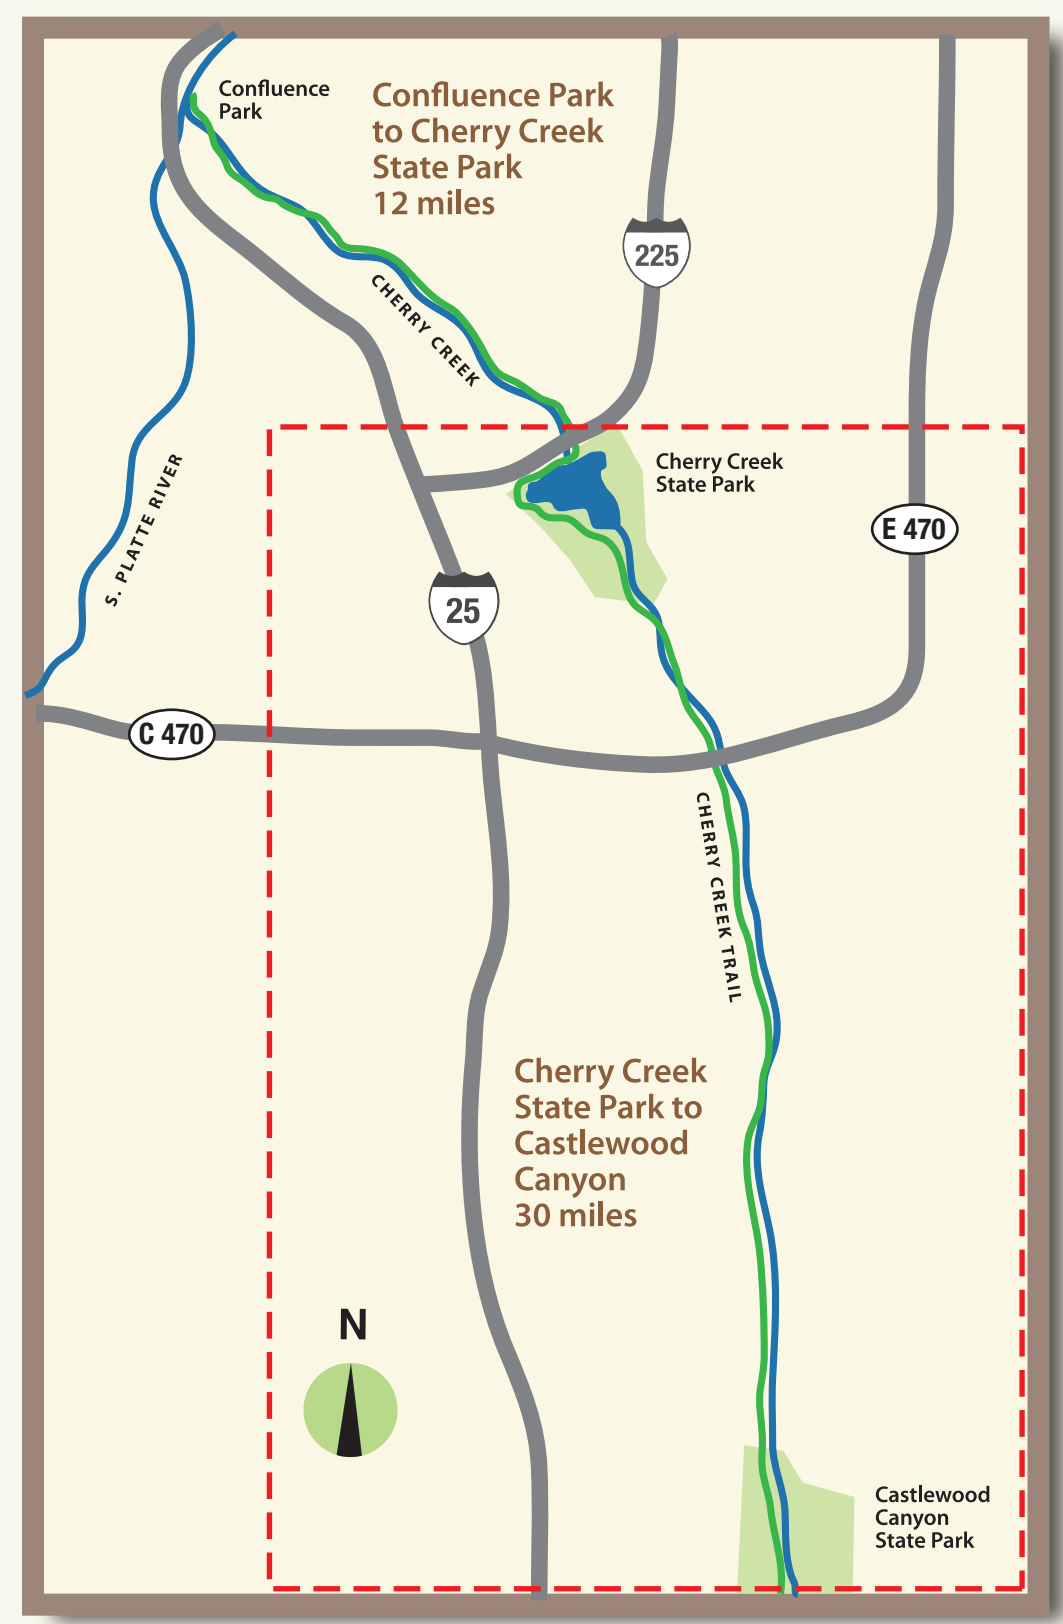 Confluence
Park
Confluence Park
to Cherry Creek
State Park
12 miles
225
CHERRY CREEK
Cherry Creek
State Park
E 470
S. PLATTE RIVER
25
C 470
CHERRY CREEK TRAIL
Cherry Creek
State Park to
Castlewood
Canyon
30 miles
N
Castlewood
Canyon
State Park